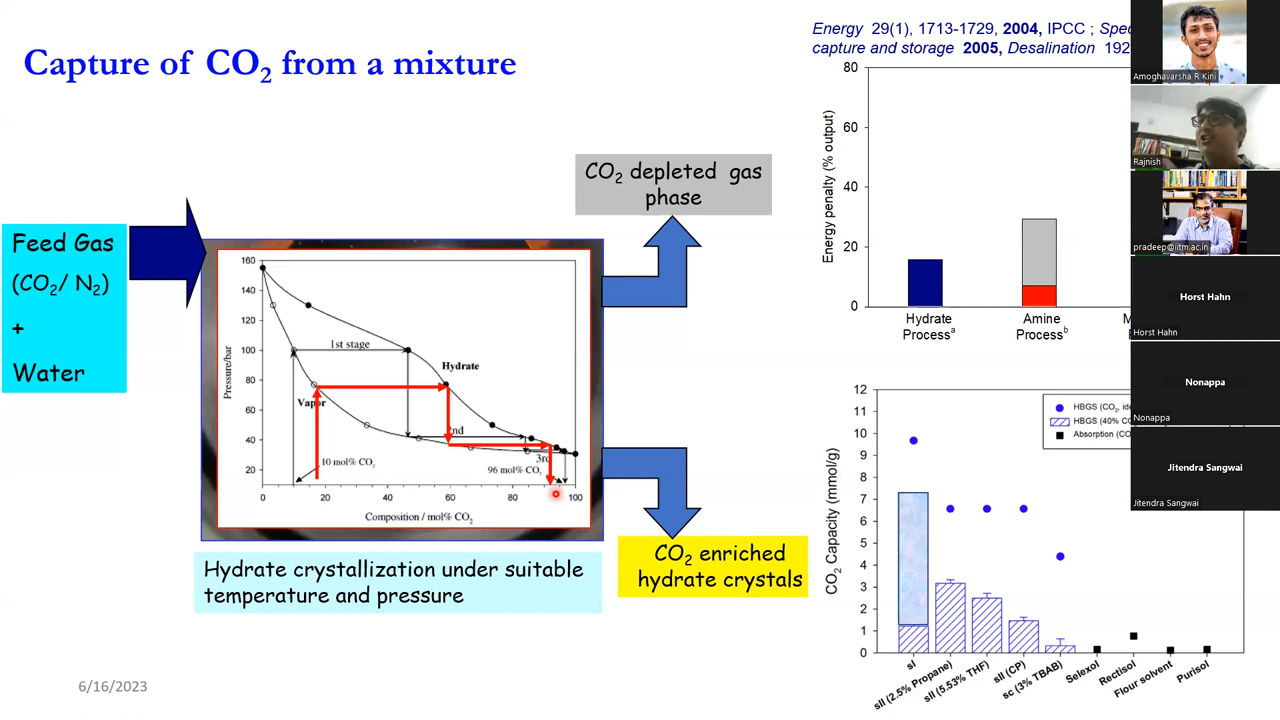 Capture of CO2 from a mixture
Energy 29(1), 1713-1729, 2004, IPCC ; Spec
capture and storage 2005, Desalination 192
Feed Gas
(CO2/ N2)
+
Water
CO2 depleted gas
phase
160
140
120
100
80
60
40
20
Pressure/bar
1st stage
Hydrate
Vapor
2nd
3rd
10 mol% CO2
96 mol% CO2
0
20
40
60
80
100
Composition / mol% CO2
CO2 enriched
hydrate crystals
Hydrate crystallization under suitable
temperature and pressure
6/16/2023
80
60
40
20
0
Energy penalty (% output)
Hydrate
Processa
Amine
Processb
M
12
11
10
9
8
7
6
5
4
3
2
1
0
CO2 Capacity (mmol/g)
HBGS (CO2, ide
HBGS (40% C
Absorption (CO
sI
sII (2.5% Propane)
sII (5.53% THF)
sII (CP)
sc (3% TBAB)
Selexol
Rectisol
Flour solvent
Purisol
Amoghavarsha R Kini
Rajnish
pradeep@iitm.ac.in
Horst Hahn
Horst Hahn
Nonappa
Nonappa
Jitendra Sangwai
Jitendra Sangwai